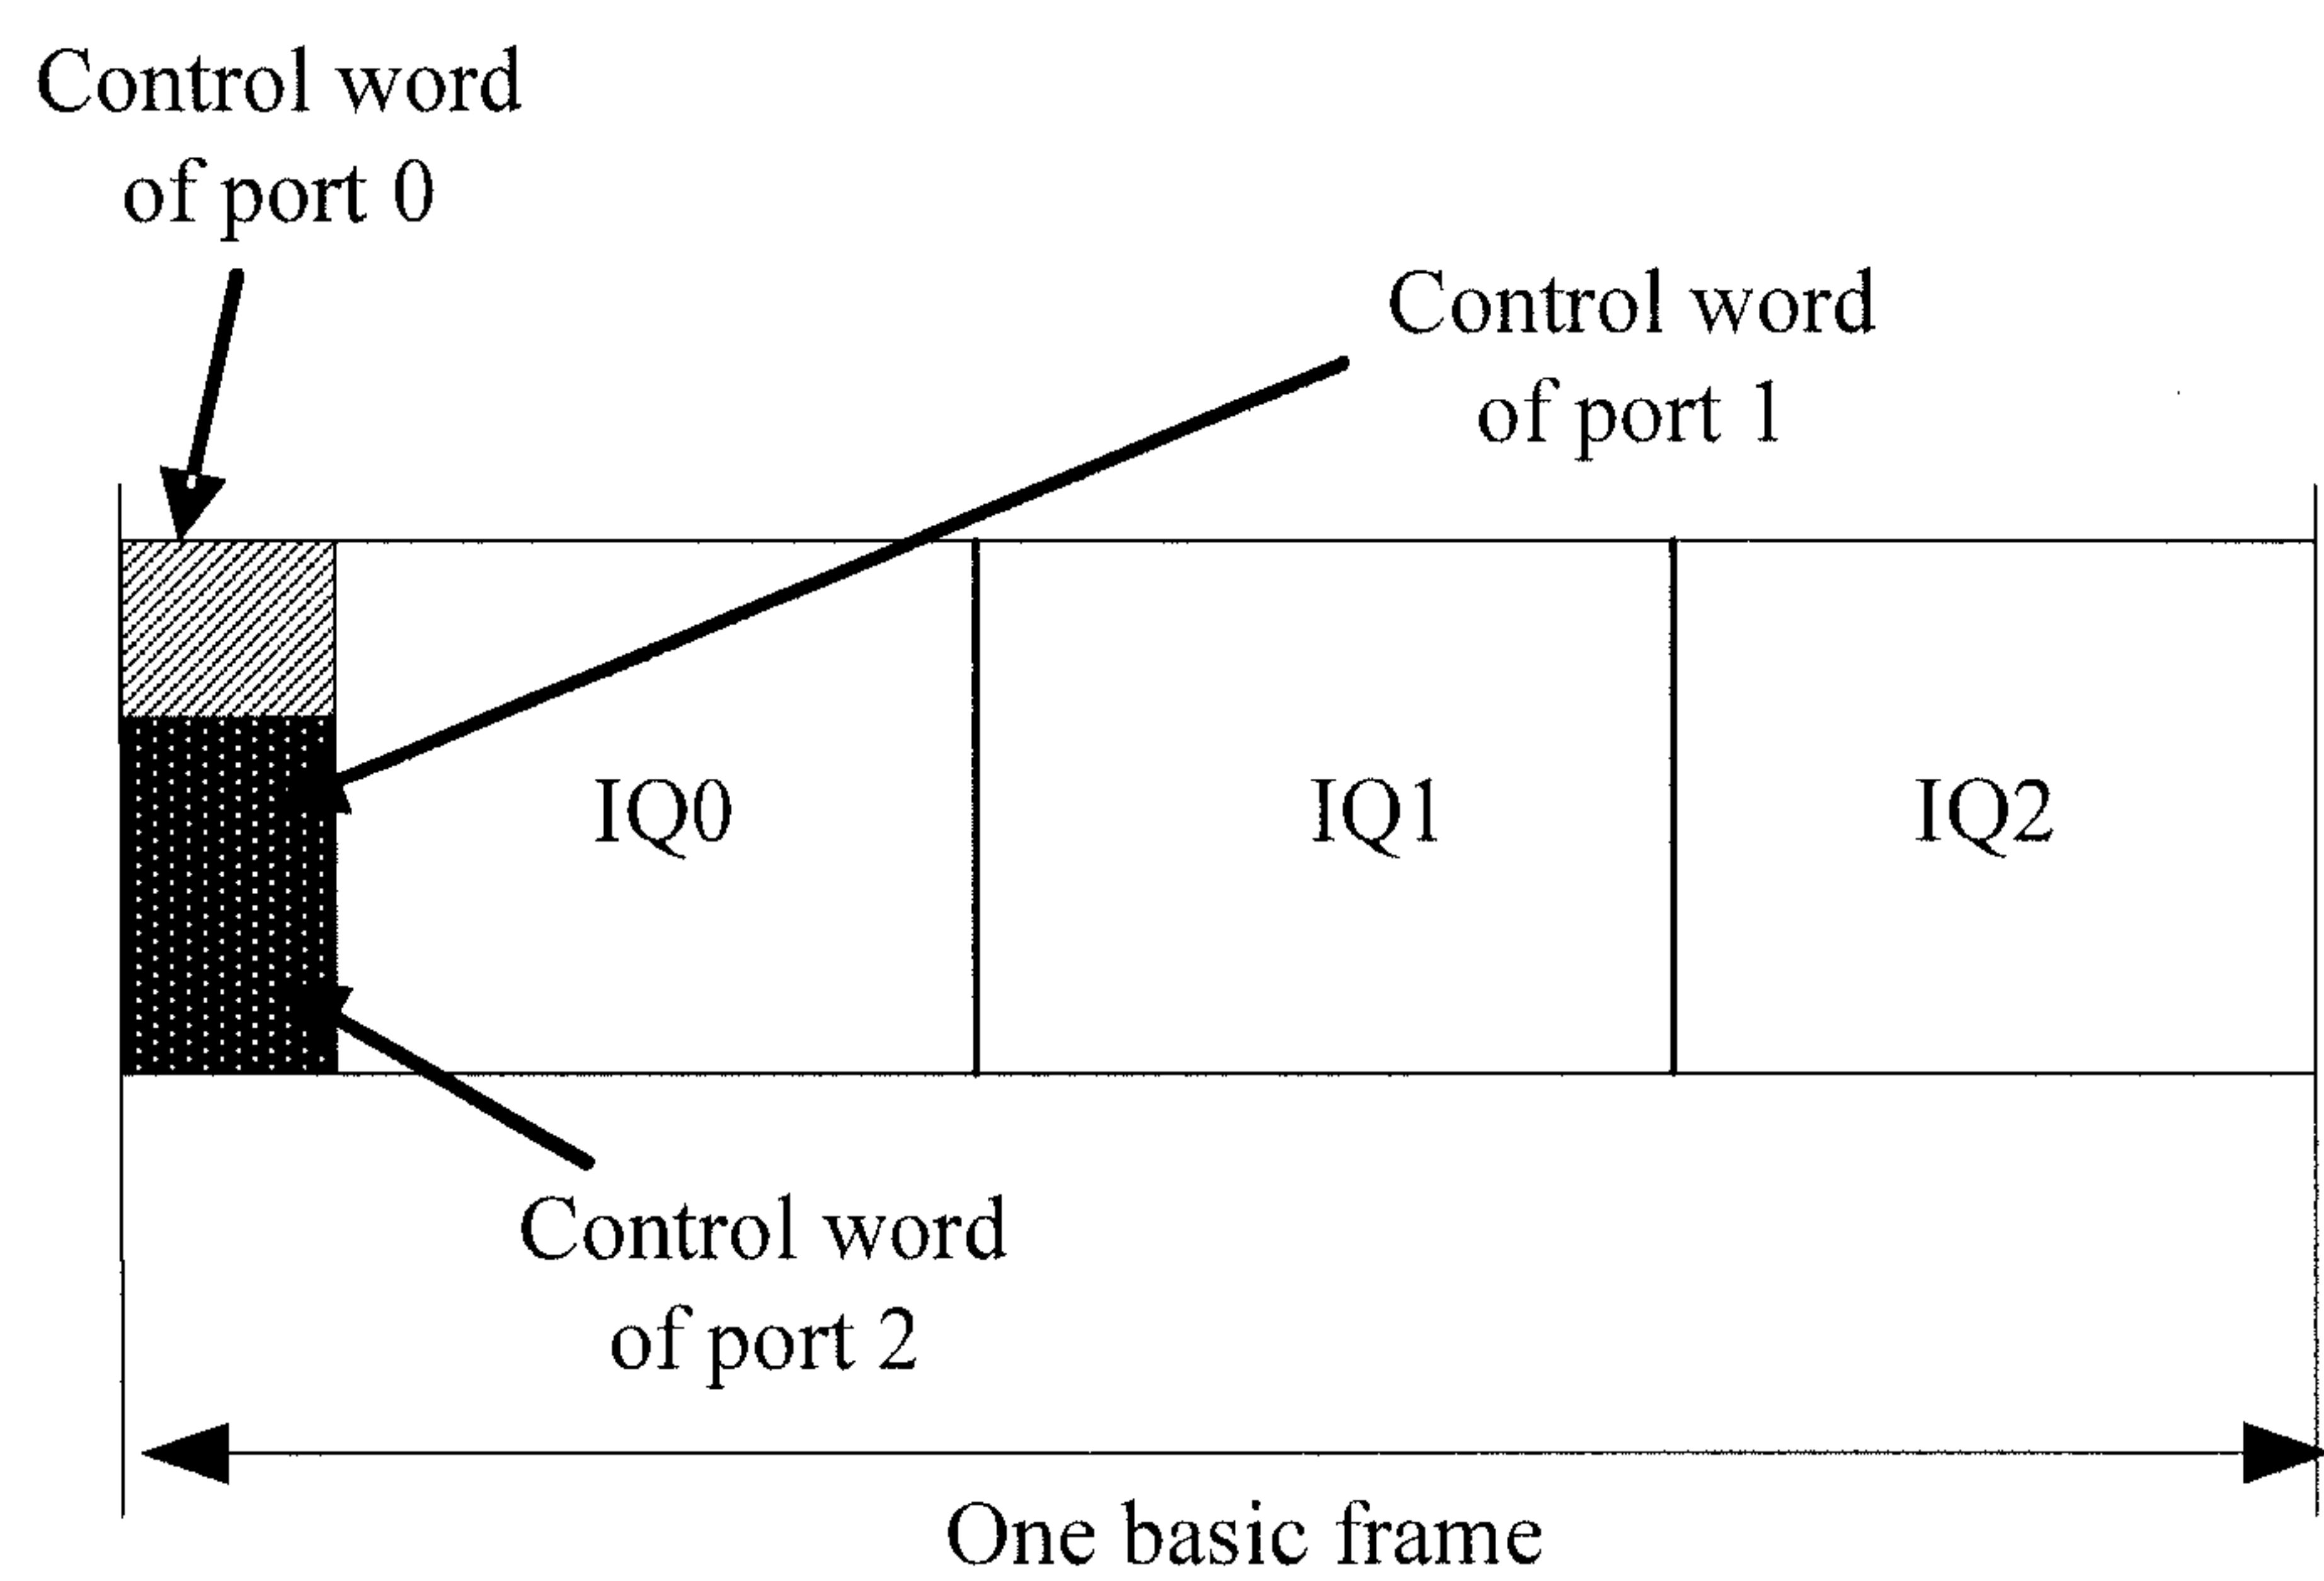 Control word
of port 0
Control word
of port 1
IQ0
IQ1
IQ2
Control word
of port 2
One basic frame